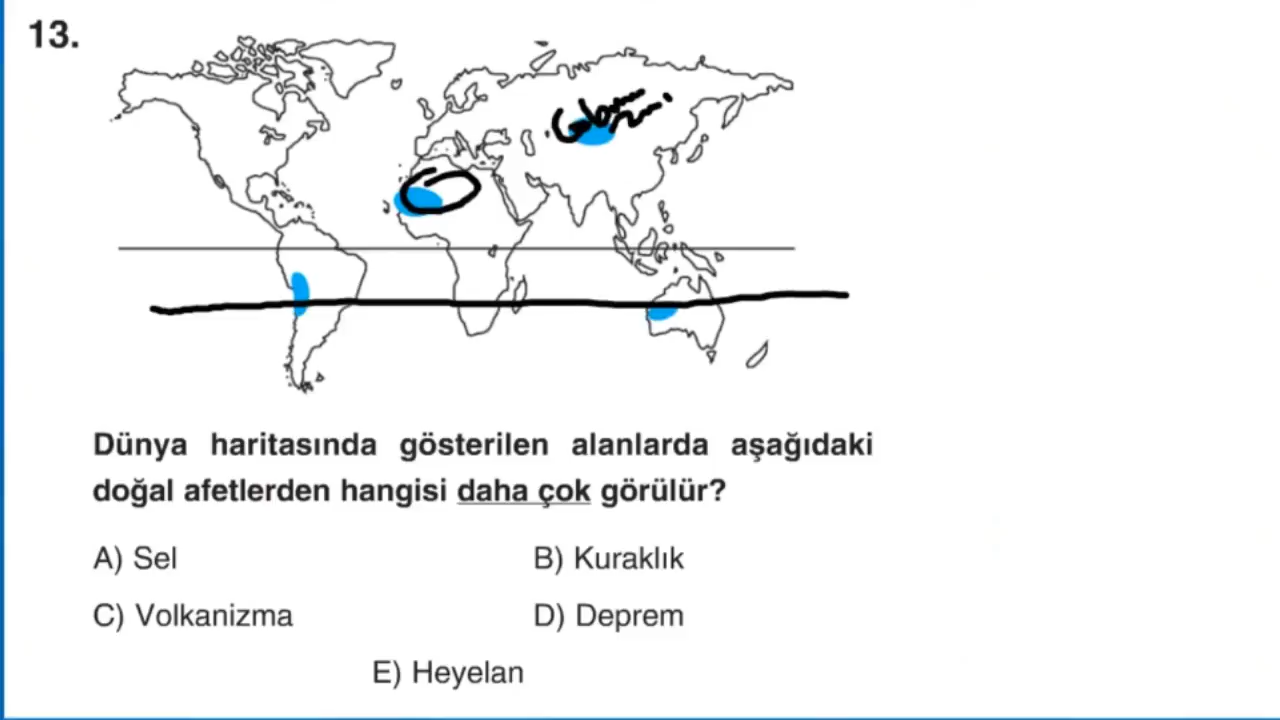 13.
Dünya haritasında gösterilen alanlarda aşağıdaki
doğal afetlerden hangisi daha çok görülür?
A) Sel
B) Kuraklık
C) Volkanizma
D) Deprem
E) Heyelan